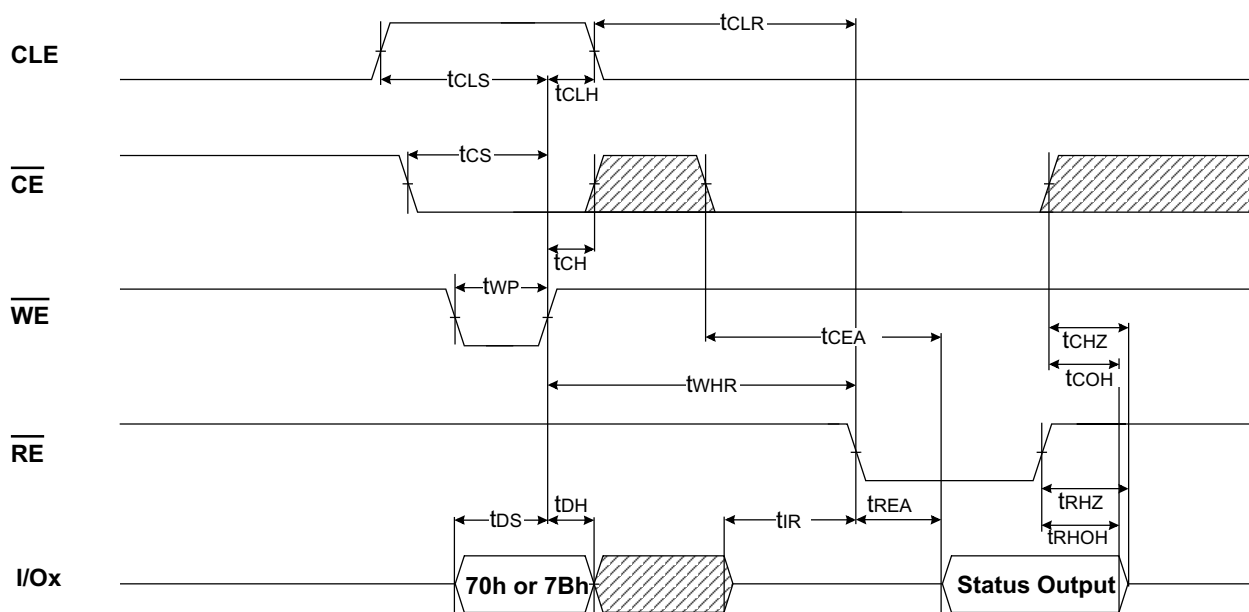 CLE
tCLR
tCLS
tCLH
CE
tCS
tCH
WE
tWP
tCEA
tCHZ
tCOH
tWHR
RE
tDS
tDH
tIR
tREA
tRHZ
tRHOH
I/Ox
70h or 7Bh
Status Output